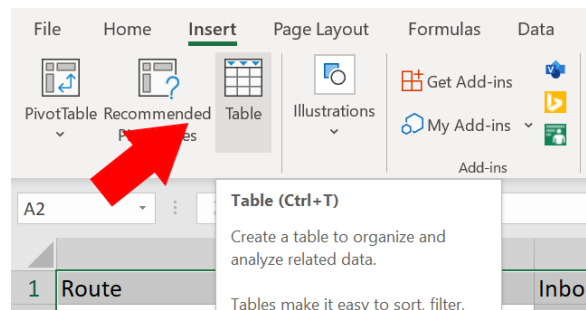 File Home Insert Page Layout Formulas Data
PivotTable Recommended Table Illustrations Get Add-ins
My Add-ins
Add-ins
A2
Table (Ctrl+T)
Create a table to organize and
analyze related data.
1 Route Inbo
Tables make it easy to sort, filter,